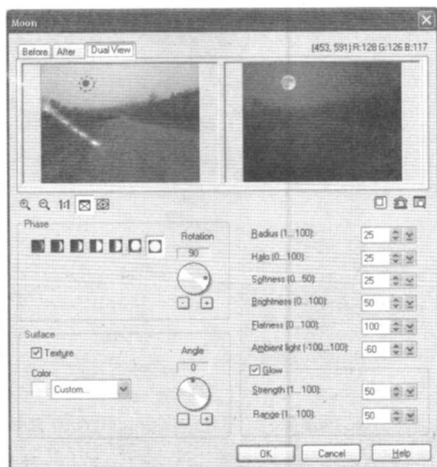 Moon
Before After Dual View (453, 591) R:128 G:126 B:117
1:1
Phase
Rotation
90
Radius (1...100): 25
Halo (0...100): 25
Softness (0...50): 25
Brightness (0...100): 50
Flatness (0...100): 100
Ambient light (-100...100): -60
Surface
Texture
Color
Custom...
Angle
0
Glow
Strength (1...100): 50
Range (1...100): 50
OK Cancel Help